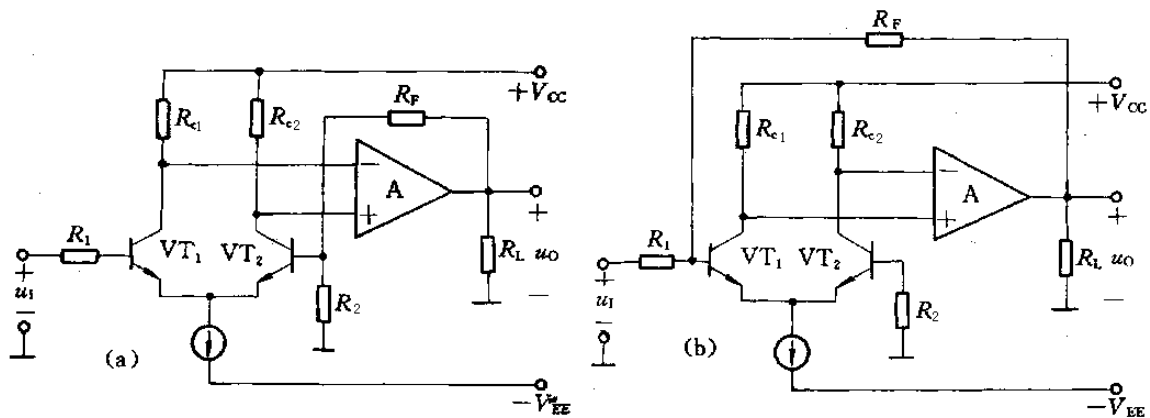 R_F
+V_CC
R_c1
R_c2
R_F
A
−
+
R_1
VT_1
VT_2
+
u_I
−
R_2
R_L
+
u_O
−
(a)
−V_EE
R_F
+V_CC
R_c1
R_c2
A
−
+
R_1
VT_1
VT_2
+
u_I
−
R_2
R_L
+
u_O
−
(b)
−V_EE